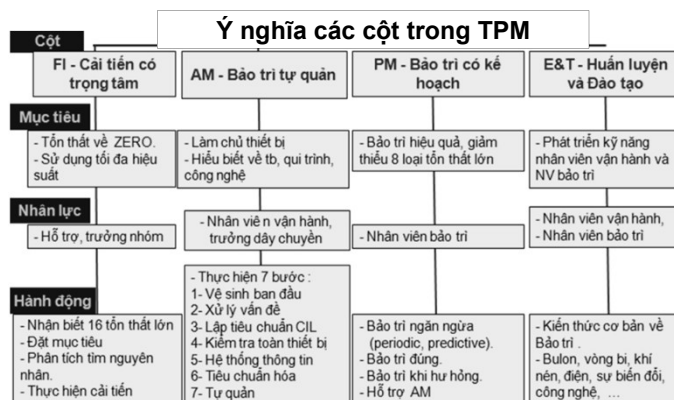 Ý nghĩa các cột trong TPM
Cột
FI - Cải tiến có
trọng tâm
AM - Bảo trì tự quản
PM - Bảo trì có kế
hoạch
E&T - Huấn luyện
và Đào tạo
Mục tiêu
- Tổn thất về ZERO.
- Sử dụng tối đa hiệu
suất
- Làm chủ thiết bị
- Hiểu biết về tb, qui trình,
công nghệ
- Bảo trì hiệu quả, giảm
thiểu 8 loại tổn thất lớn
- Phát triển kỹ năng
nhân viên vận hành và
NV bảo trì
Nhân lực
- Hỗ trợ, trưởng nhóm
- Nhân viên vận hành,
trưởng dây chuyền
- Nhân viên bảo trì
- Nhân viên vận hành,
- Nhân viên bảo trì
Hành động
- Nhận biết 16 tổn thất lớn
- Đặt mục tiêu
- Phân tích tìm nguyên
nhân.
- Thực hiện cải tiến
- Thực hiện 7 bước :
1- Vệ sinh ban đầu
2- Xử lý vấn đề
3- Lập tiêu chuẩn CIL
4- Kiểm tra toàn thiết bị
5- Hệ thống thông tin
6- Tiêu chuẩn hóa
7- Tự quản
- Bảo trì ngăn ngừa
(periodic, predictive).
- Bảo trì đúng.
- Bảo trì khi hư hỏng.
- Hỗ trợ AM
- Kiến thức cơ bản về
Bảo trì .
- Bulon, vòng bi, khí
nén, điện, sự biến đổi,
công nghệ, ...